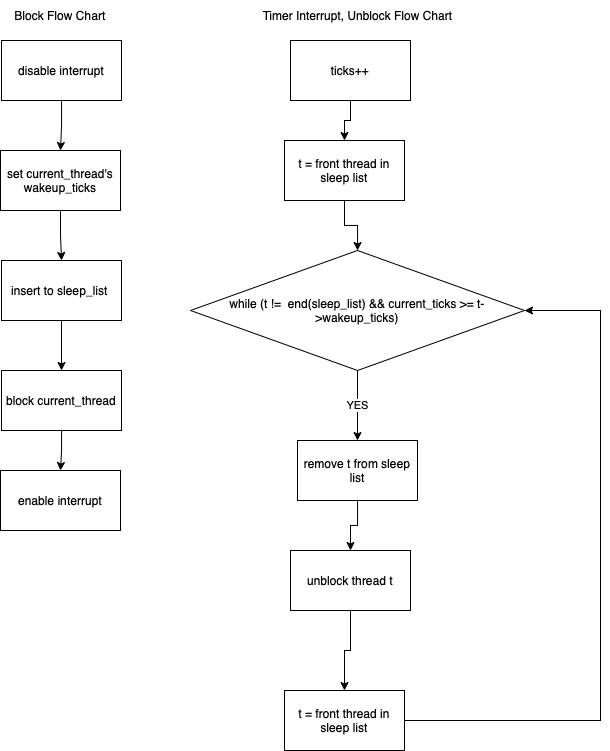 Block Flow Chart
disable interrupt
set current_thread's
wakeup_ticks
insert to sleep_list
block current_thread
enable interrupt
Timer Interrupt, Unblock Flow Chart
ticks++
t = front thread in
sleep list
while (t != end(sleep_list) && current_ticks >= t-
>wakeup_ticks)
YES
remove t from sleep
list
unblock thread t
t = front thread in
sleep list